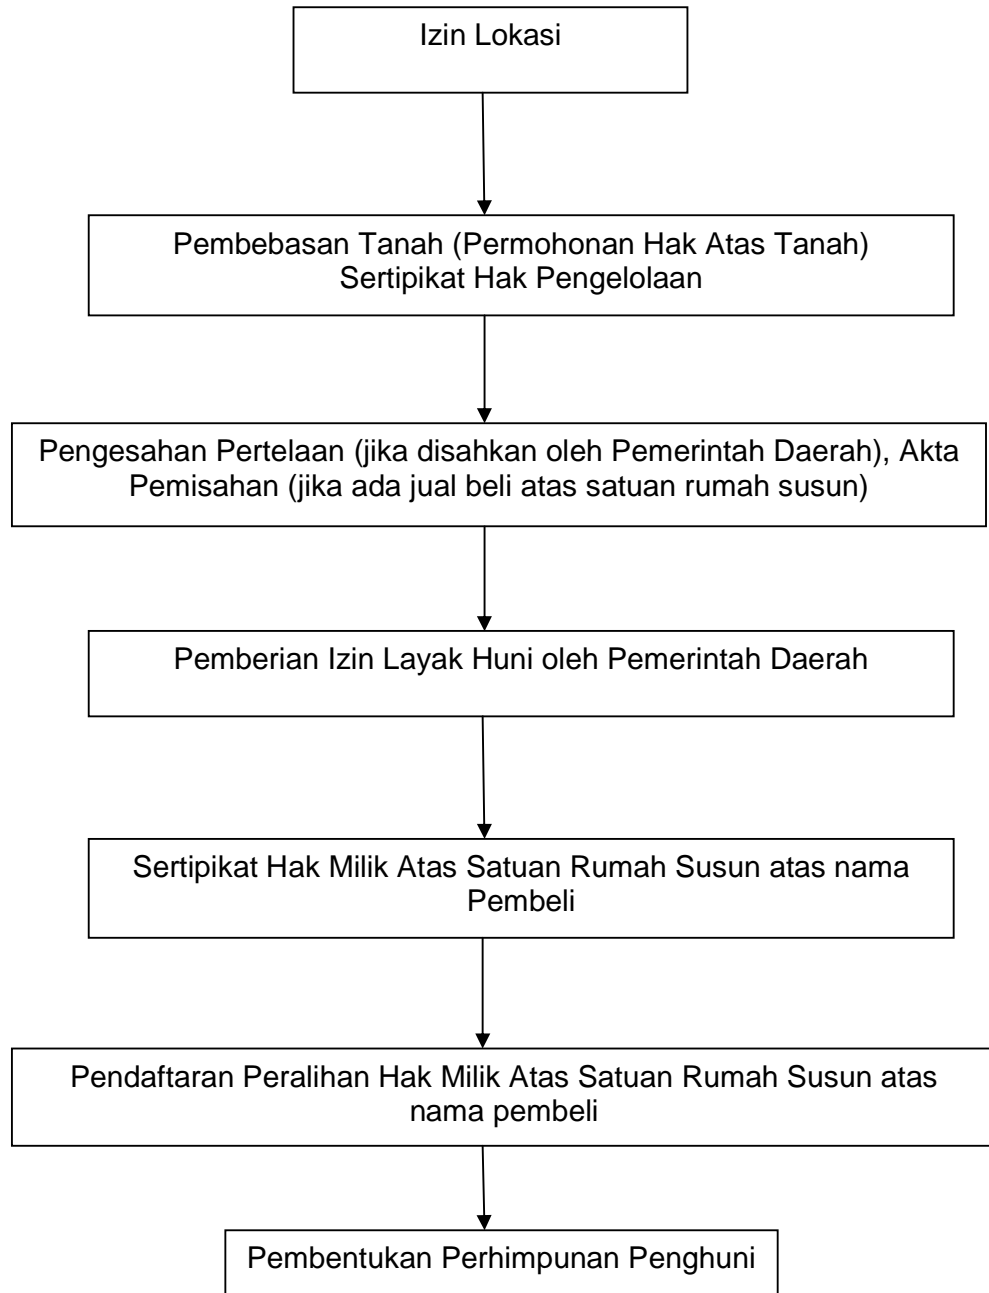 Izin Lokasi
Pembebasan Tanah (Permohonan Hak Atas Tanah)
Sertipikat Hak Pengelolaan
Pengesahan Pertelaan (jika disahkan oleh Pemerintah Daerah), Akta
Pemisahan (jika ada jual beli atas satuan rumah susun)
Pemberian Izin Layak Huni oleh Pemerintah Daerah
Sertipikat Hak Milik Atas Satuan Rumah Susun atas nama
Pembeli
Pendaftaran Peralihan Hak Milik Atas Satuan Rumah Susun atas
nama pembeli
Pembentukan Perhimpunan Penghuni